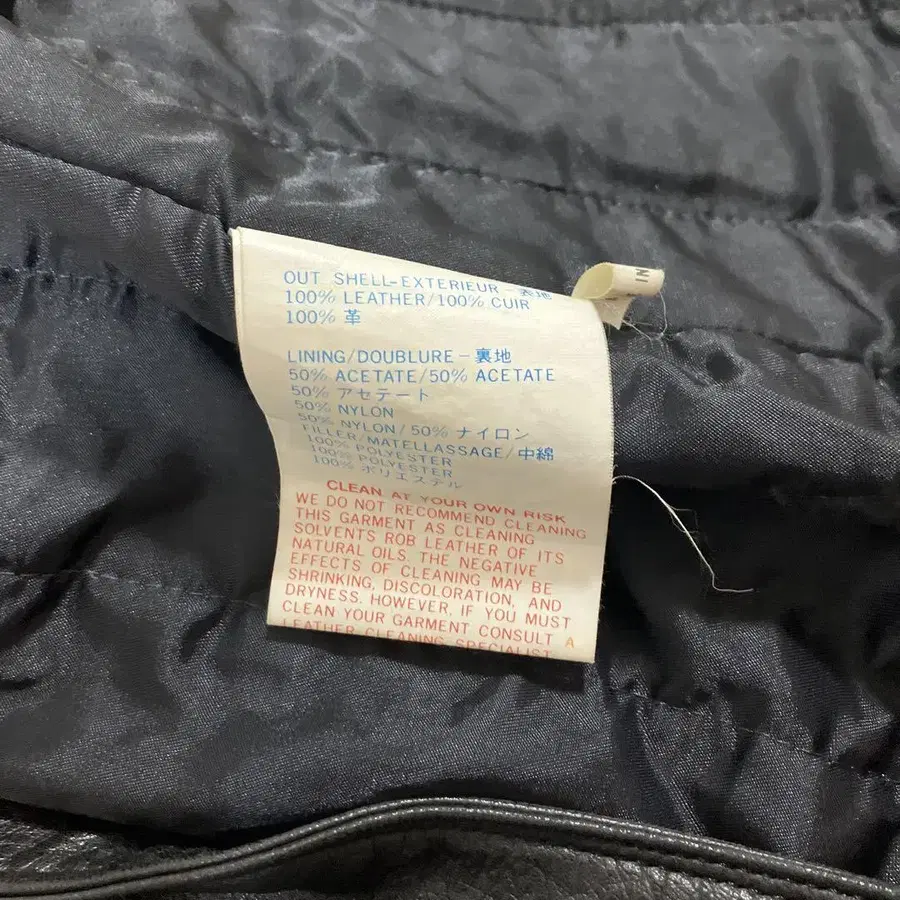 OUT SHELL-EXTERIEUR-表地
100% LEATHER/100% CUIR
100% 革
LINING/DOUBLURE-裏地
50% ACETATE/50% ACETATE
50% アセテート
50% NYLON
50% NYLON/50% ナイロン
FILLER/MATELLASSAGE/中綿
100% POLYESTER
100% POLYESTER
100% ポリエステル
CLEAN AT YOUR OWN RISK
WE DO NOT RECOMMEND CLEANING
THIS GARMENT AS CLEANING
SOLVENTS ROB LEATHER OF ITS
NATURAL OILS. THE NEGATIVE
EFFECTS OF CLEANING MAY BE
SHRINKING, DISCOLORATION, AND
DRYNESS. HOWEVER, IF YOU MUST
CLEAN YOUR GARMENT CONSULT A
LEATHER CLEANING SPECIALIST
IN